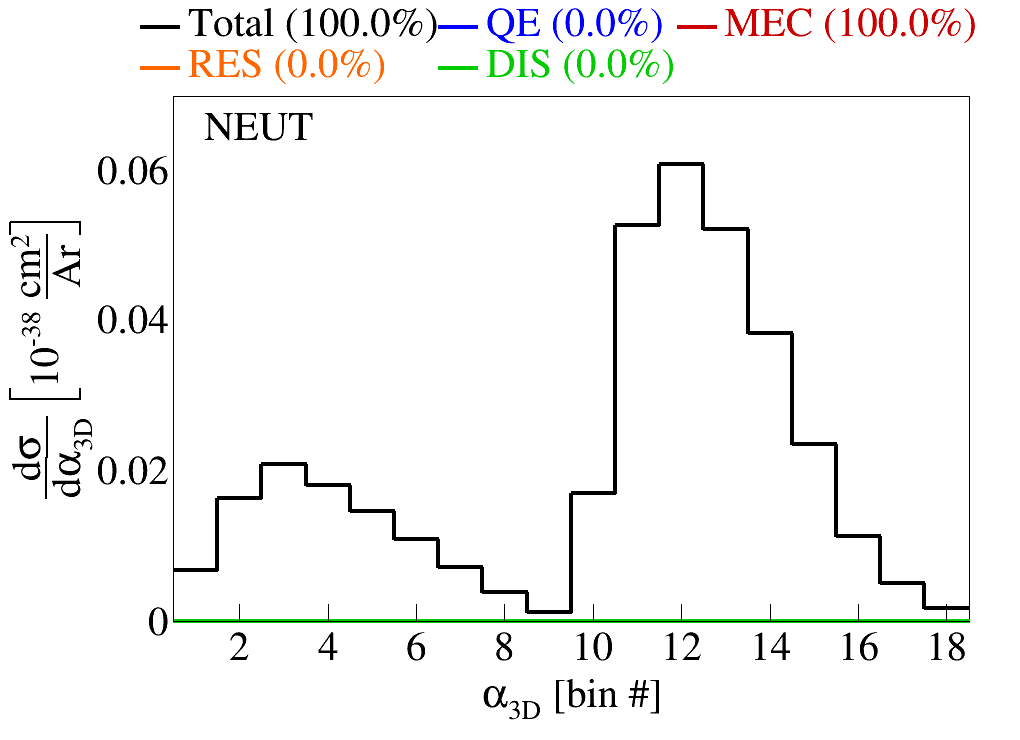 Total (100.0%) QE (0.0%) MEC (100.0%)
RES (0.0%) DIS (0.0%)
NEUT
0.06
0.04
0.02
0
2 4 6 8 10 12 14 16 18
α3D [bin #]
dσ/dα3D [10^-38 cm^2/Ar]